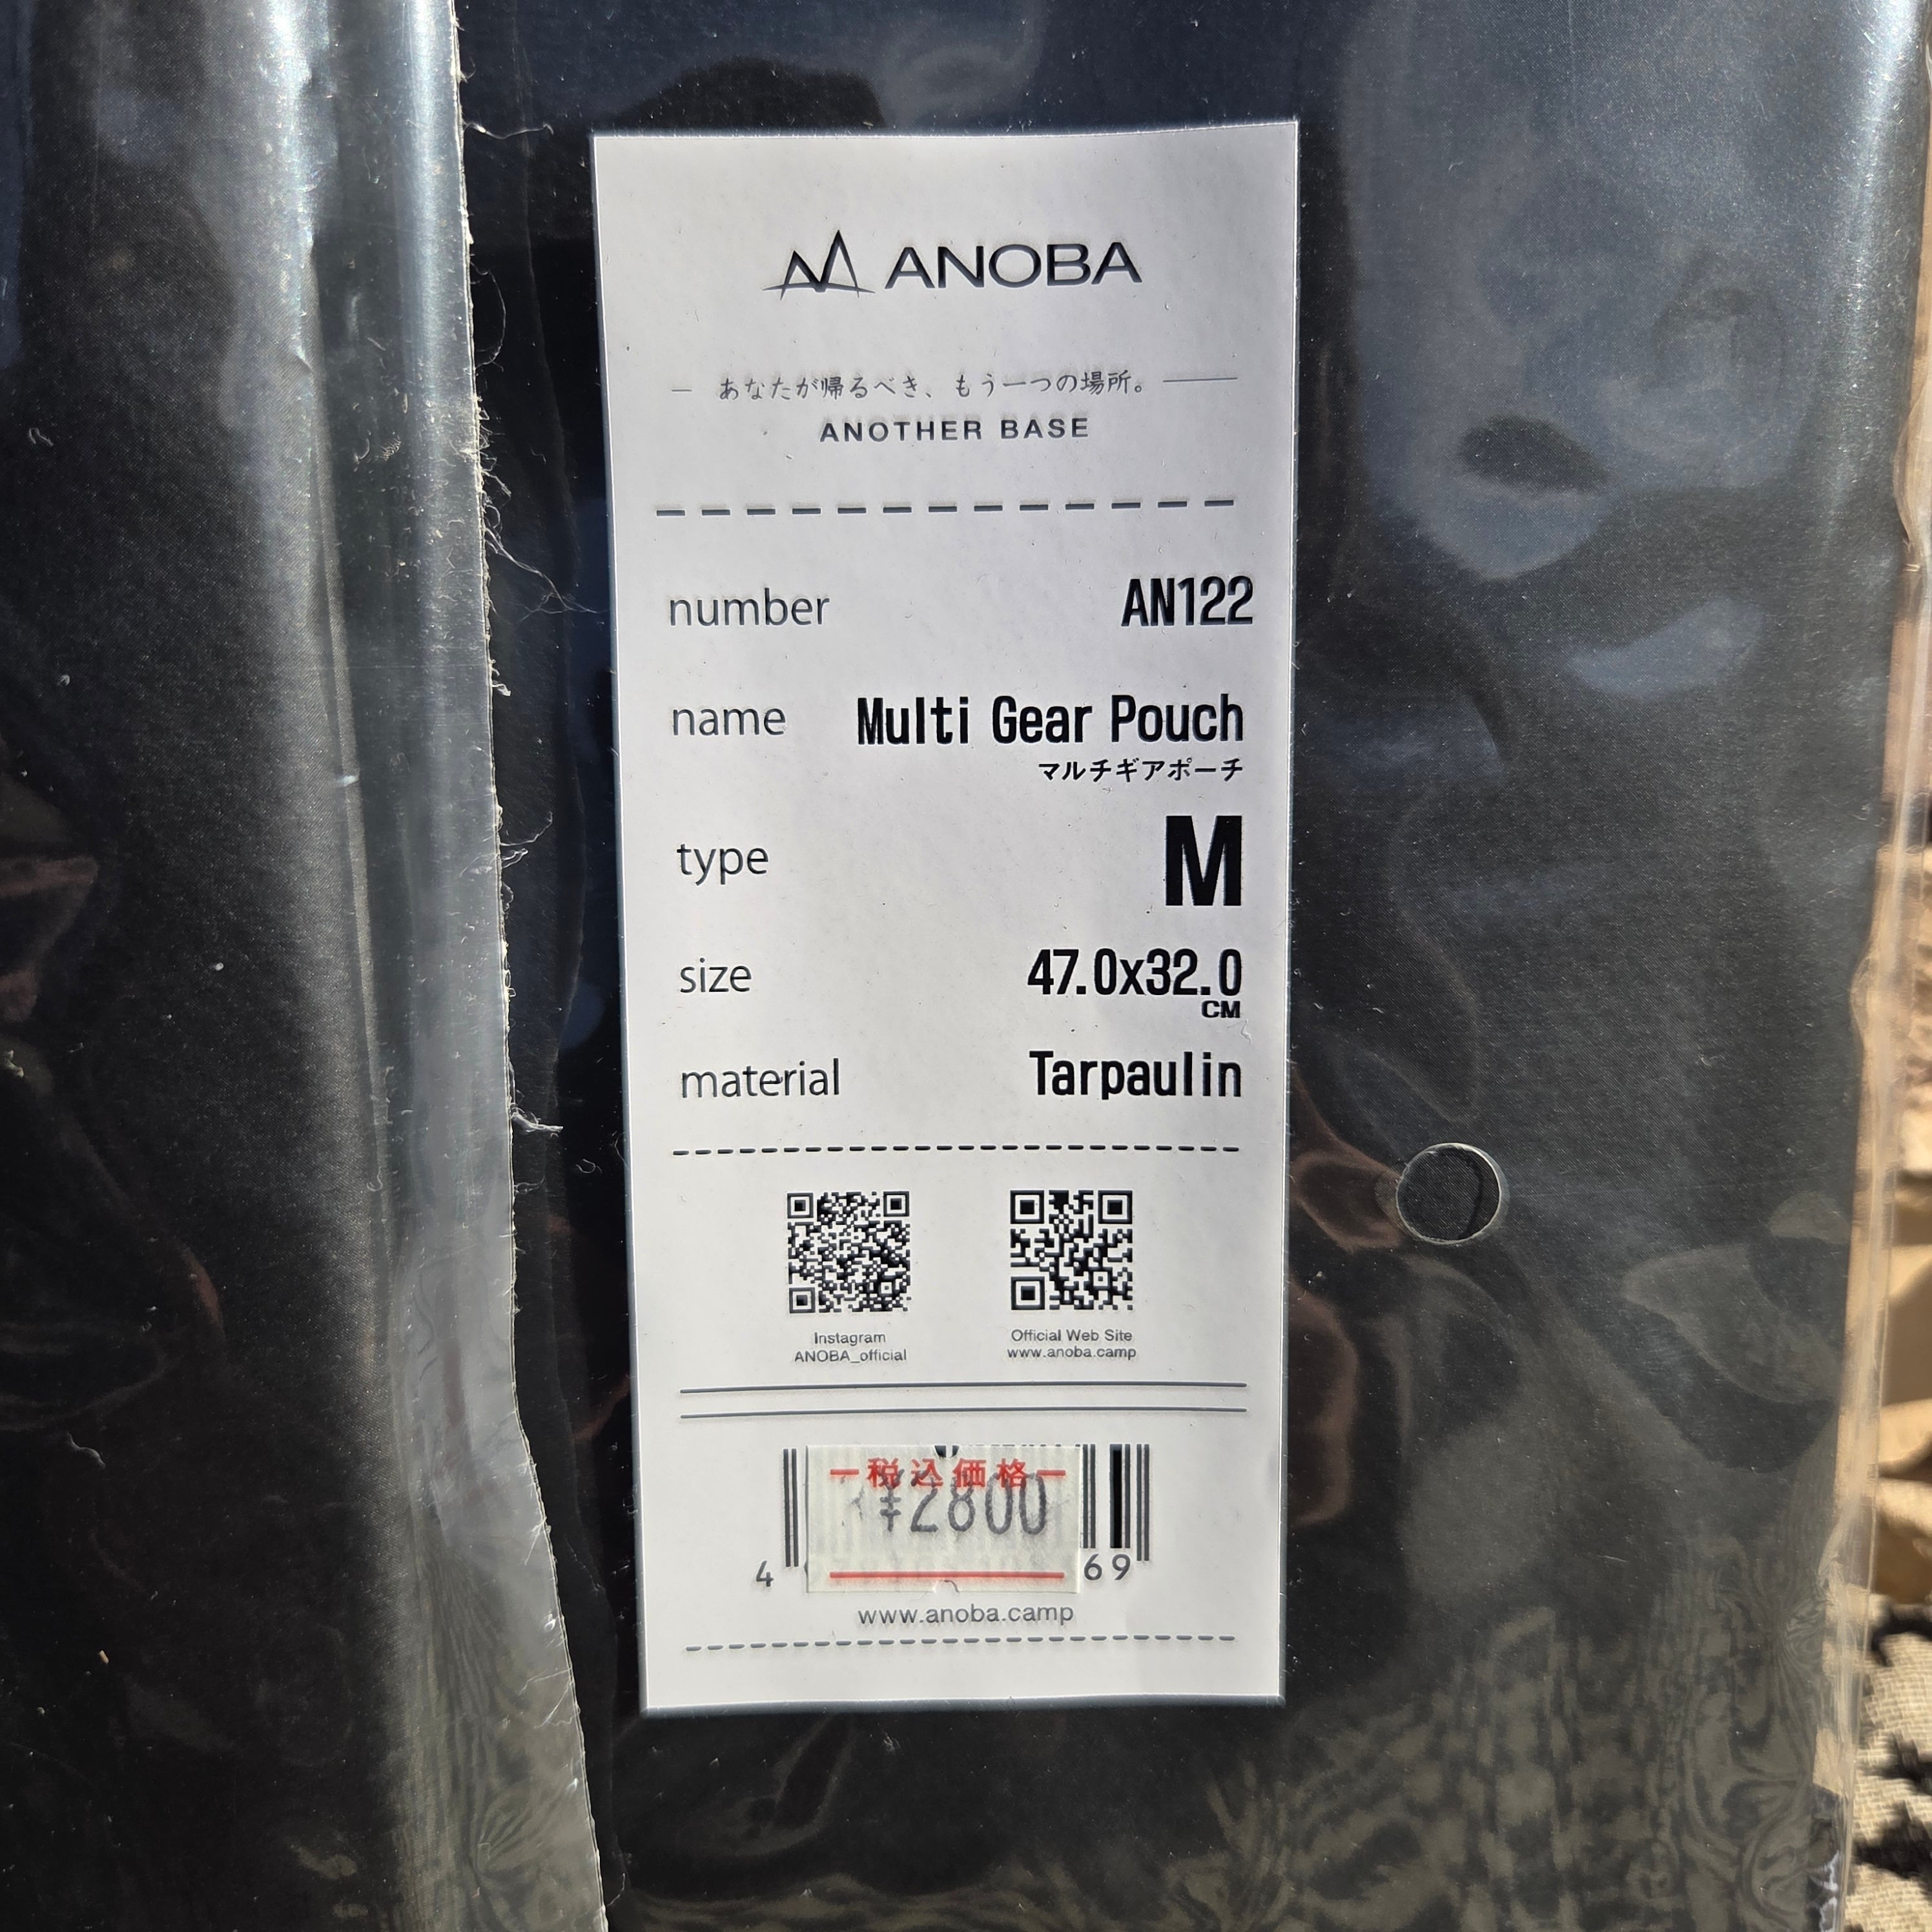 ANOBA
あなたが帰るべき、もう一つの場所。
ANOTHER BASE
number AN122
name Multi Gear Pouch
マルチギアポーチ
type M
size 47.0x32.0
CM
material Tarpaulin
Instagram
ANOBA_official
Official Web Site
www.anoba.camp
税込価格
¥2800
4 69
www.anoba.camp